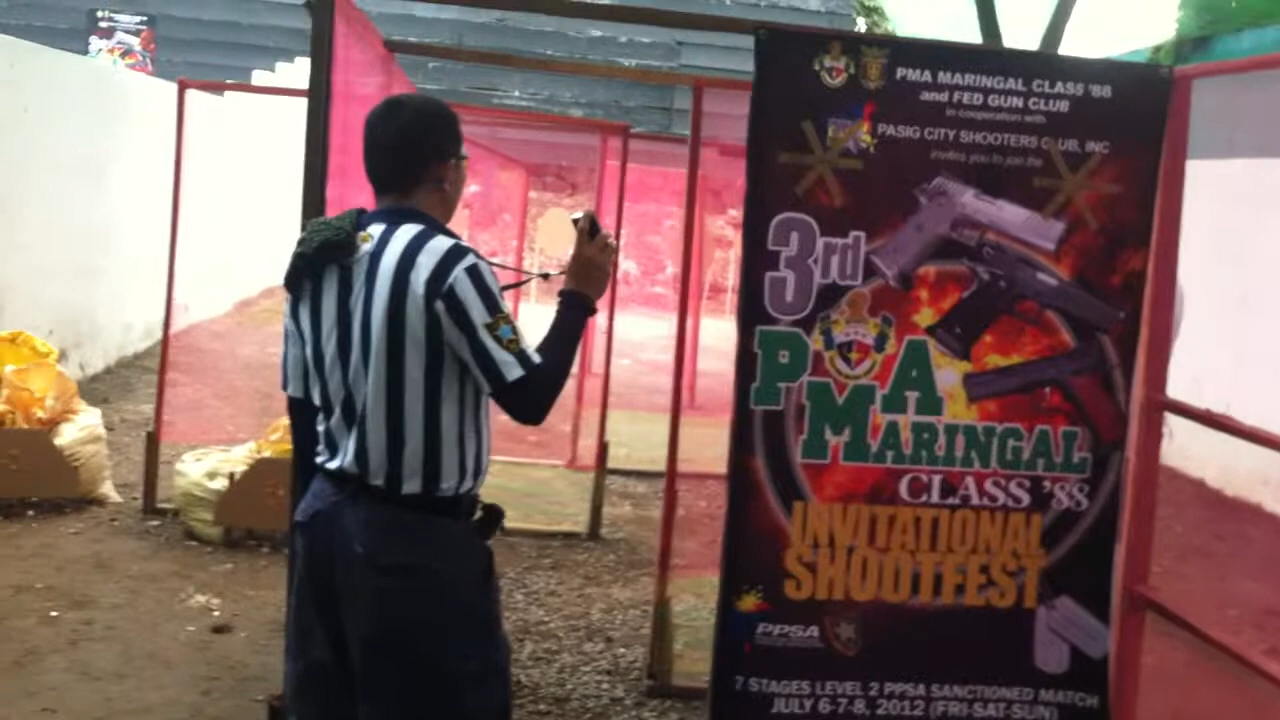 PMA MARINGAL CLASS '88
and FED GUN CLUB
in cooperation with
PASIG CITY SHOOTERS CLUB, INC
invites you to join the
3rd
PMA
MARINGAL
CLASS '88
INVITATIONAL
SHOOTFEST
PPSA
7 STAGES LEVEL 2 PPSA SANCTIONED MATCH
JULY 6-7-8, 2012 (FRI-SAT-SUN)